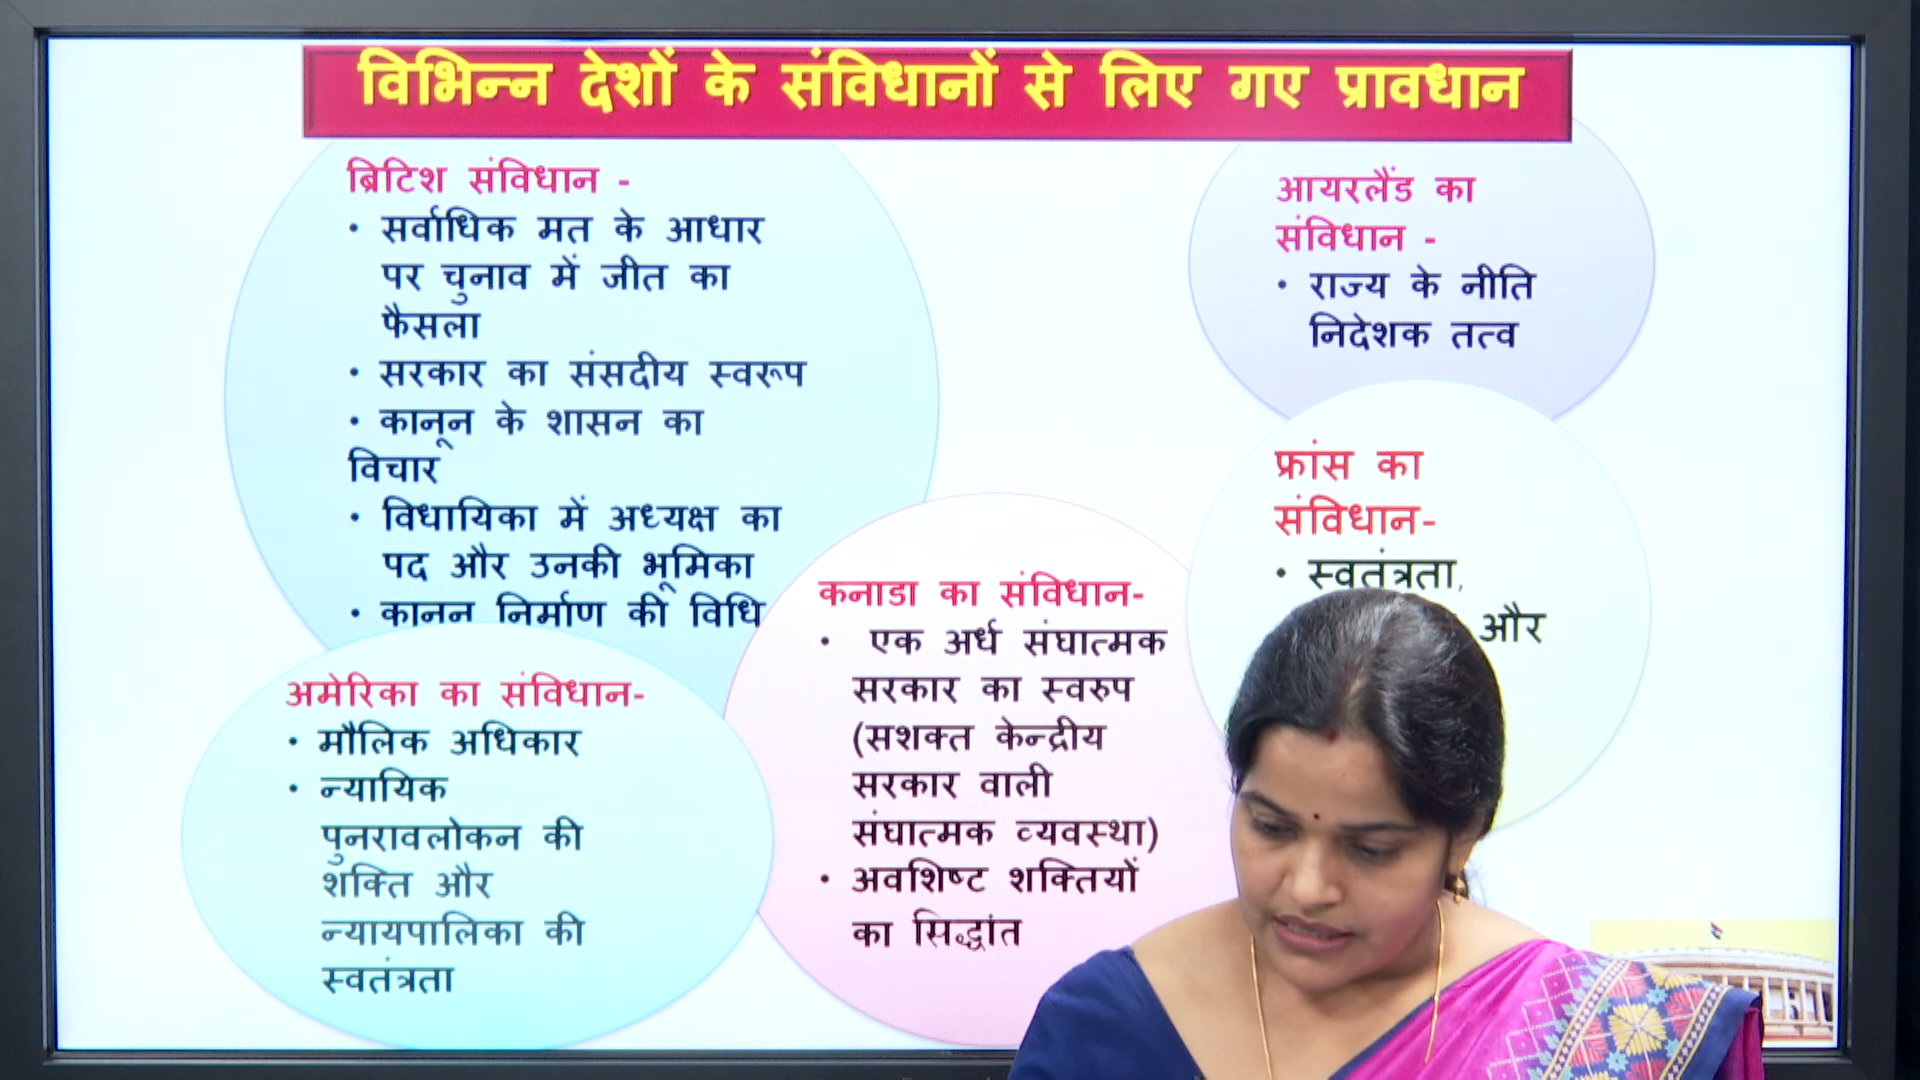 विभिन्न देशों के संविधानों से लिए गए प्रावधान
ब्रिटिश संविधान -
• सर्वाधिक मत के आधार
पर चुनाव में जीत का
फैसला
• सरकार का संसदीय स्वरूप
• कानून के शासन का
विचार
• विधायिका में अध्यक्ष का
पद और उनकी भूमिका
• कानून निर्माण की विधि
अमेरिका का संविधान-
• मौलिक अधिकार
• न्यायिक
पुनरावलोकन की
शक्ति और
न्यायपालिका की
स्वतंत्रता
कनाडा का संविधान-
• एक अर्ध संघात्मक
सरकार का स्वरुप
(सशक्त केन्द्रीय
सरकार वाली
संघात्मक व्यवस्था)
• अवशिष्ट शक्तियों
का सिद्धांत
आयरलैंड का
संविधान -
• राज्य के नीति
निदेशक तत्व
फ्रांस का
संविधान-
• स्वतंत्रता,
और